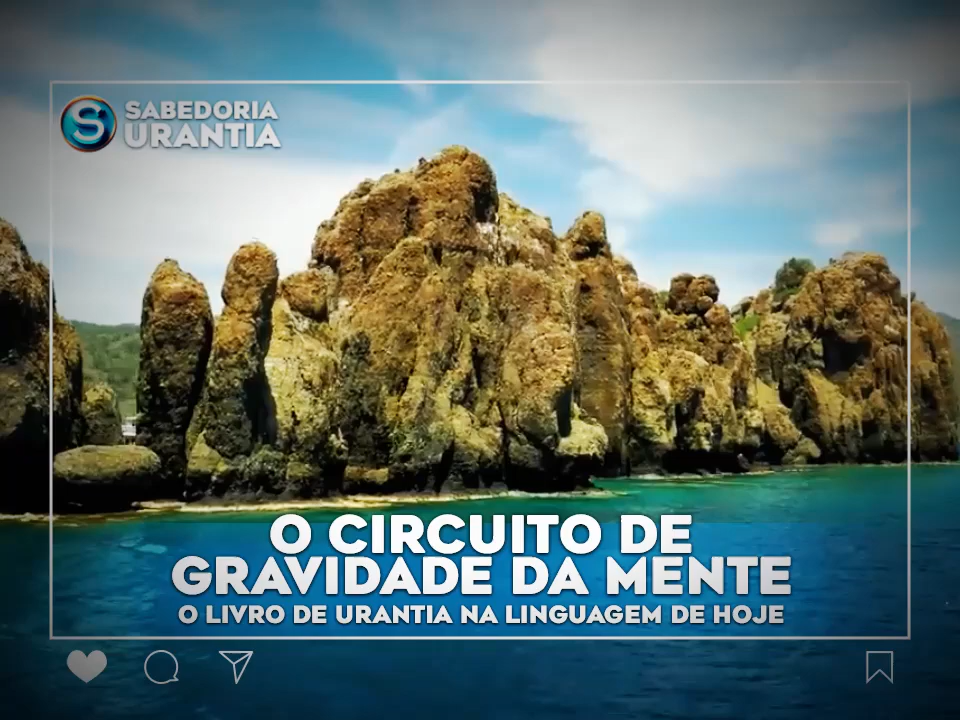 S
SABEDORIA
URANTIA
O CIRCUITO DE
GRAVIDADE DA MENTE
O LIVRO DE URANTIA NA LINGUAGEM DE HOJE